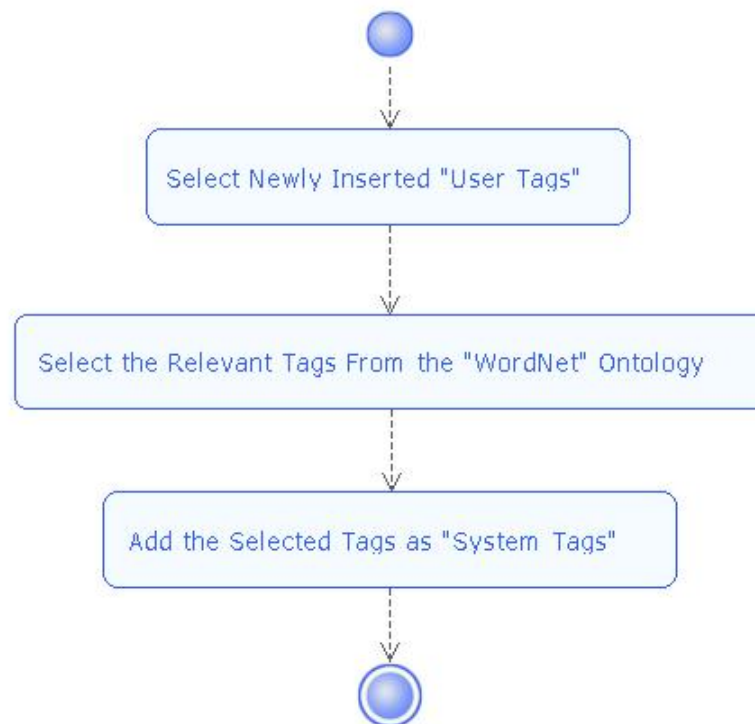 Select Newly Inserted "User Tags"
Select the Relevant Tags From the "WordNet" Ontology
Add the Selected Tags as "System Tags"